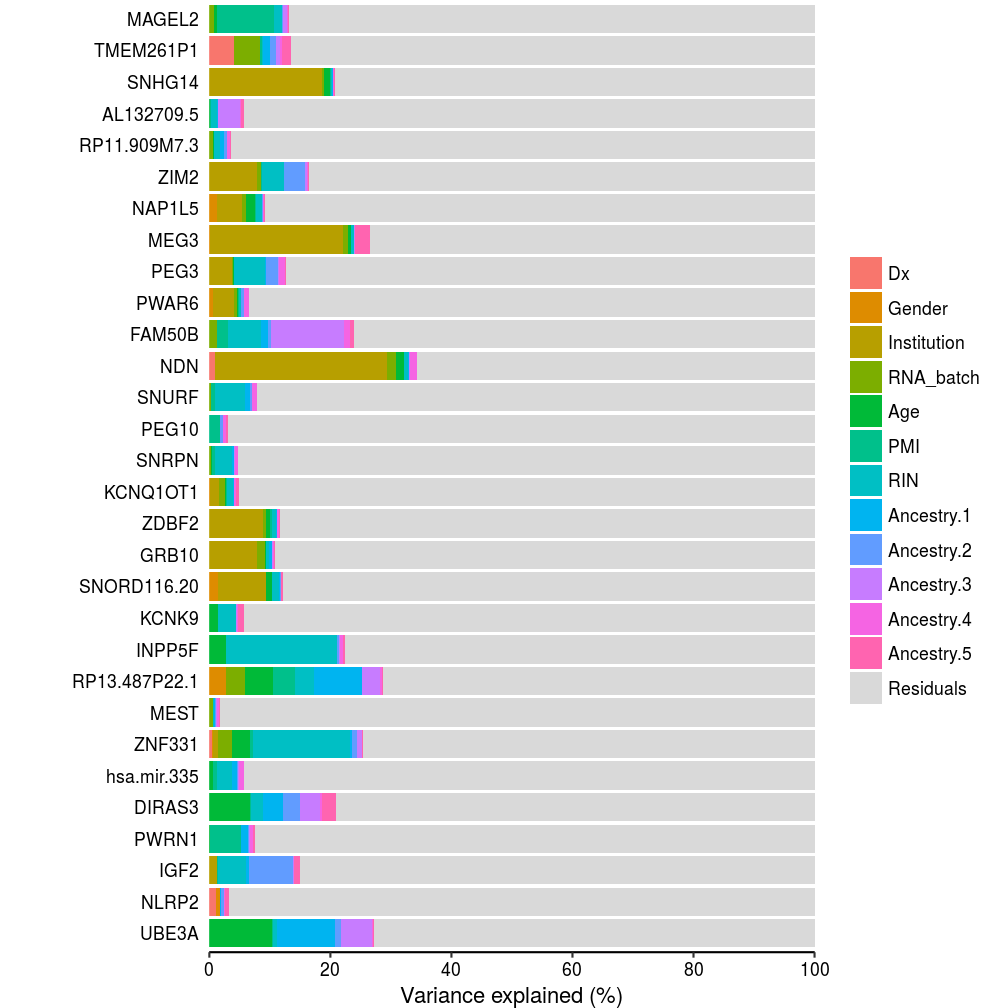 MAGEL2
TMEM261P1
SNHG14
AL132709.5
RP11.909M7.3
ZIM2
NAP1L5
MEG3
PEG3
PWAR6
FAM50B
NDN
SNURF
PEG10
SNRPN
KCNQ1OT1
ZDBF2
GRB10
SNORD116.20
KCNK9
INPP5F
RP13.487P22.1
MEST
ZNF331
hsa.mir.335
DIRAS3
PWRN1
IGF2
NLRP2
UBE3A
0 20 40 60 80 100
Variance explained (%)
Dx
Gender
Institution
RNA_batch
Age
PMI
RIN
Ancestry.1
Ancestry.2
Ancestry.3
Ancestry.4
Ancestry.5
Residuals